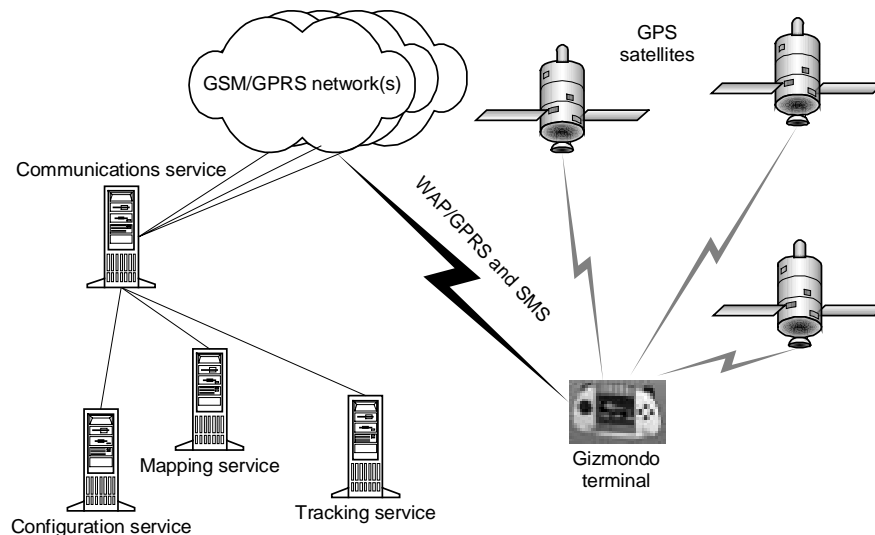 GPS
satellites
GSM/GPRS network(s)
Communications service
WAP/GPRS and SMS
Mapping service
Gizmondo
terminal
Tracking service
Configuration service